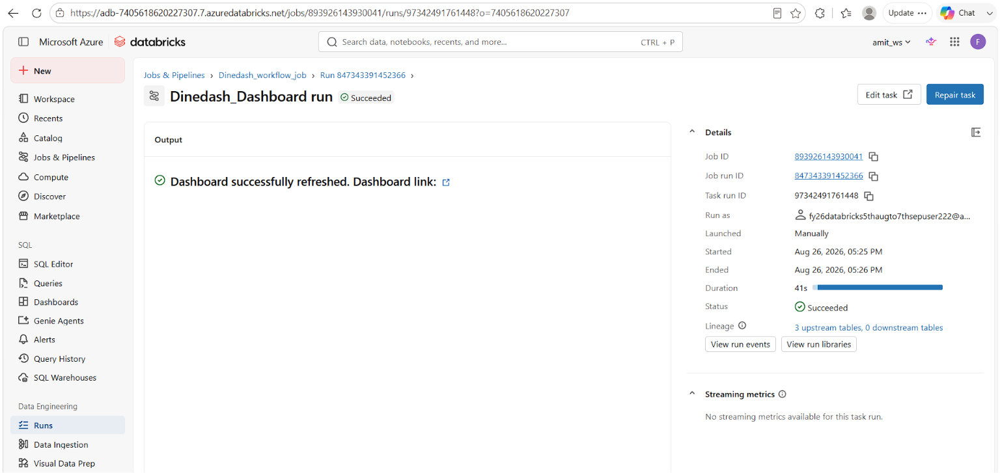 https://adb-7405618620227307.7.azuredatabricks.net/jobs/893926143930041/runs/97342491761448?o=7405618620227307
Update
Chat
Microsoft Azure
databricks
Search data, notebooks, recents, and more...
CTRL + P
amit_ws
F
New
Workspace
Recents
Catalog
Jobs & Pipelines
Compute
Discover
Marketplace
SQL
SQL Editor
Queries
Dashboards
Genie Agents
Alerts
Query History
SQL Warehouses
Data Engineering
Runs
Data Ingestion
Visual Data Prep
Jobs & Pipelines › Dinedash_workflow_job › Run 847343391452366 ›
Dinedash_Dashboard run Succeeded
Edit task
Repair task
Output
Dashboard successfully refreshed. Dashboard link:
Details
Job ID 893926143930041
Job run ID 847343391452366
Task run ID 97342491761448
Run as fy26databricks5thaugto7thsepuser222@a...
Launched Manually
Started Aug 26, 2026, 05:25 PM
Ended Aug 26, 2026, 05:26 PM
Duration 41s
Status Succeeded
Lineage 3 upstream tables, 0 downstream tables
View run events
View run libraries
Streaming metrics
No streaming metrics available for this task run.